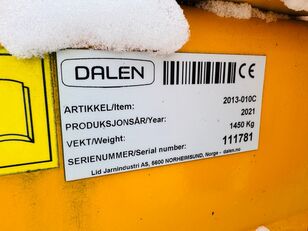 DALEN
CE
ARTIKKEL/Item: 2013-010C
PRODUKSJONSÅR/Year: 2021
VEKT/Weight: 1450 Kg
SERIENUMMER/Serial number: 111781
Lid Jarnindustri AS, 5600 NORHEIMSUND, Norge - dalen.no